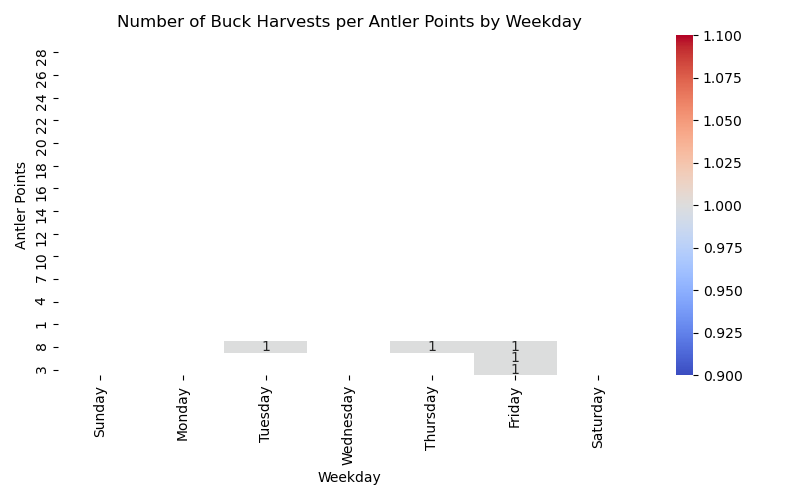 Number of Buck Harvests per Antler Points by Weekday
Antler Points
28
26
24
22
20
18
16
14
12
10
7
4
1
8
3
1 1 1
1
1
Sunday
Monday
Tuesday
Wednesday
Thursday
Friday
Saturday
Weekday
1.100
1.075
1.050
1.025
1.000
0.975
0.950
0.925
0.900